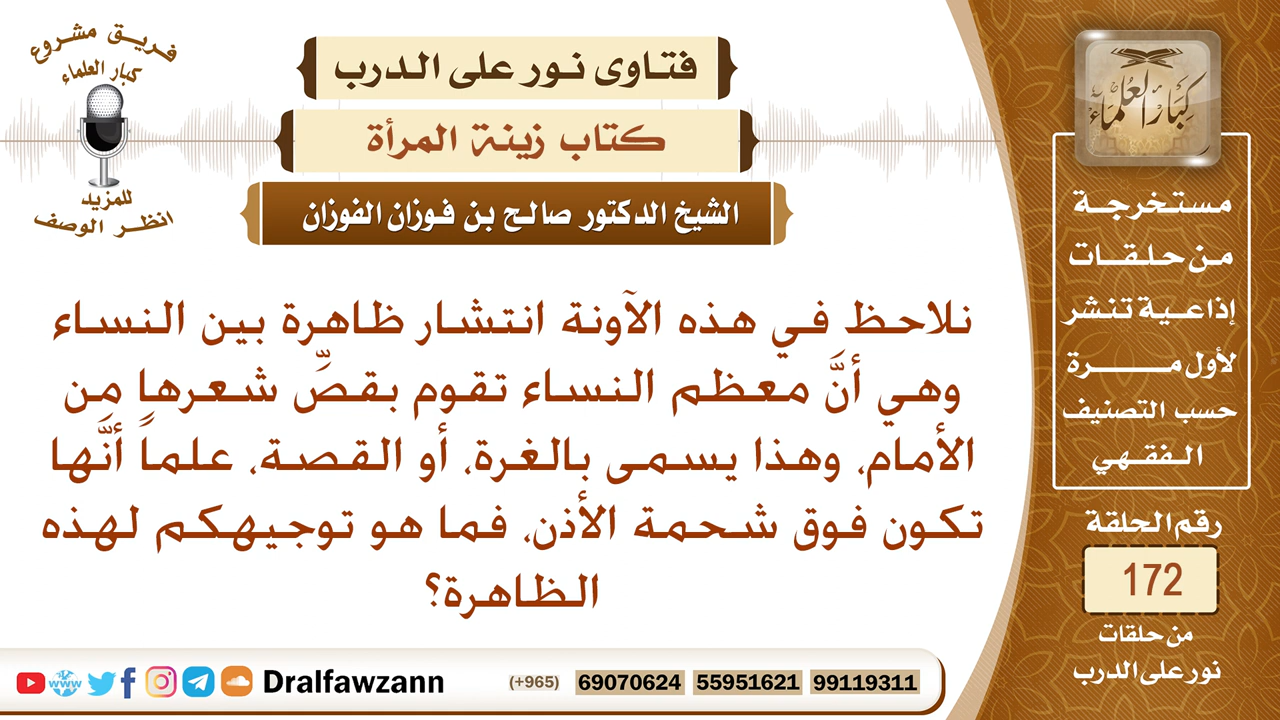 فريق مشروع
كبار العلماء
للمزيد
انظر الوصف
فتاوى نور على الدرب
كتاب زينة المرأة
الشيخ الدكتور صالح بن فوزان الفوزان
نلاحظ في هذه الآونة انتشار ظاهرة بين النساء
وهي أنَّ معظم النساء تقوم بقصِّ شعرها من
الأمام، وهذا يسمى بالغرة، أو القصة، علماً أنَّها
تكون فوق شحمة الأذن، فما هو توجيهكم لهذه
الظاهرة؟
كبار العلماء
مستخرجة
من حلقات
إذاعية تنشر
لأول مرة
حسب التصنيف
الفقهي
رقم الحلقة
172
من حلقات
نور على الدرب
www
Dralfawzann
(+965) 69070624 55951621 99119311